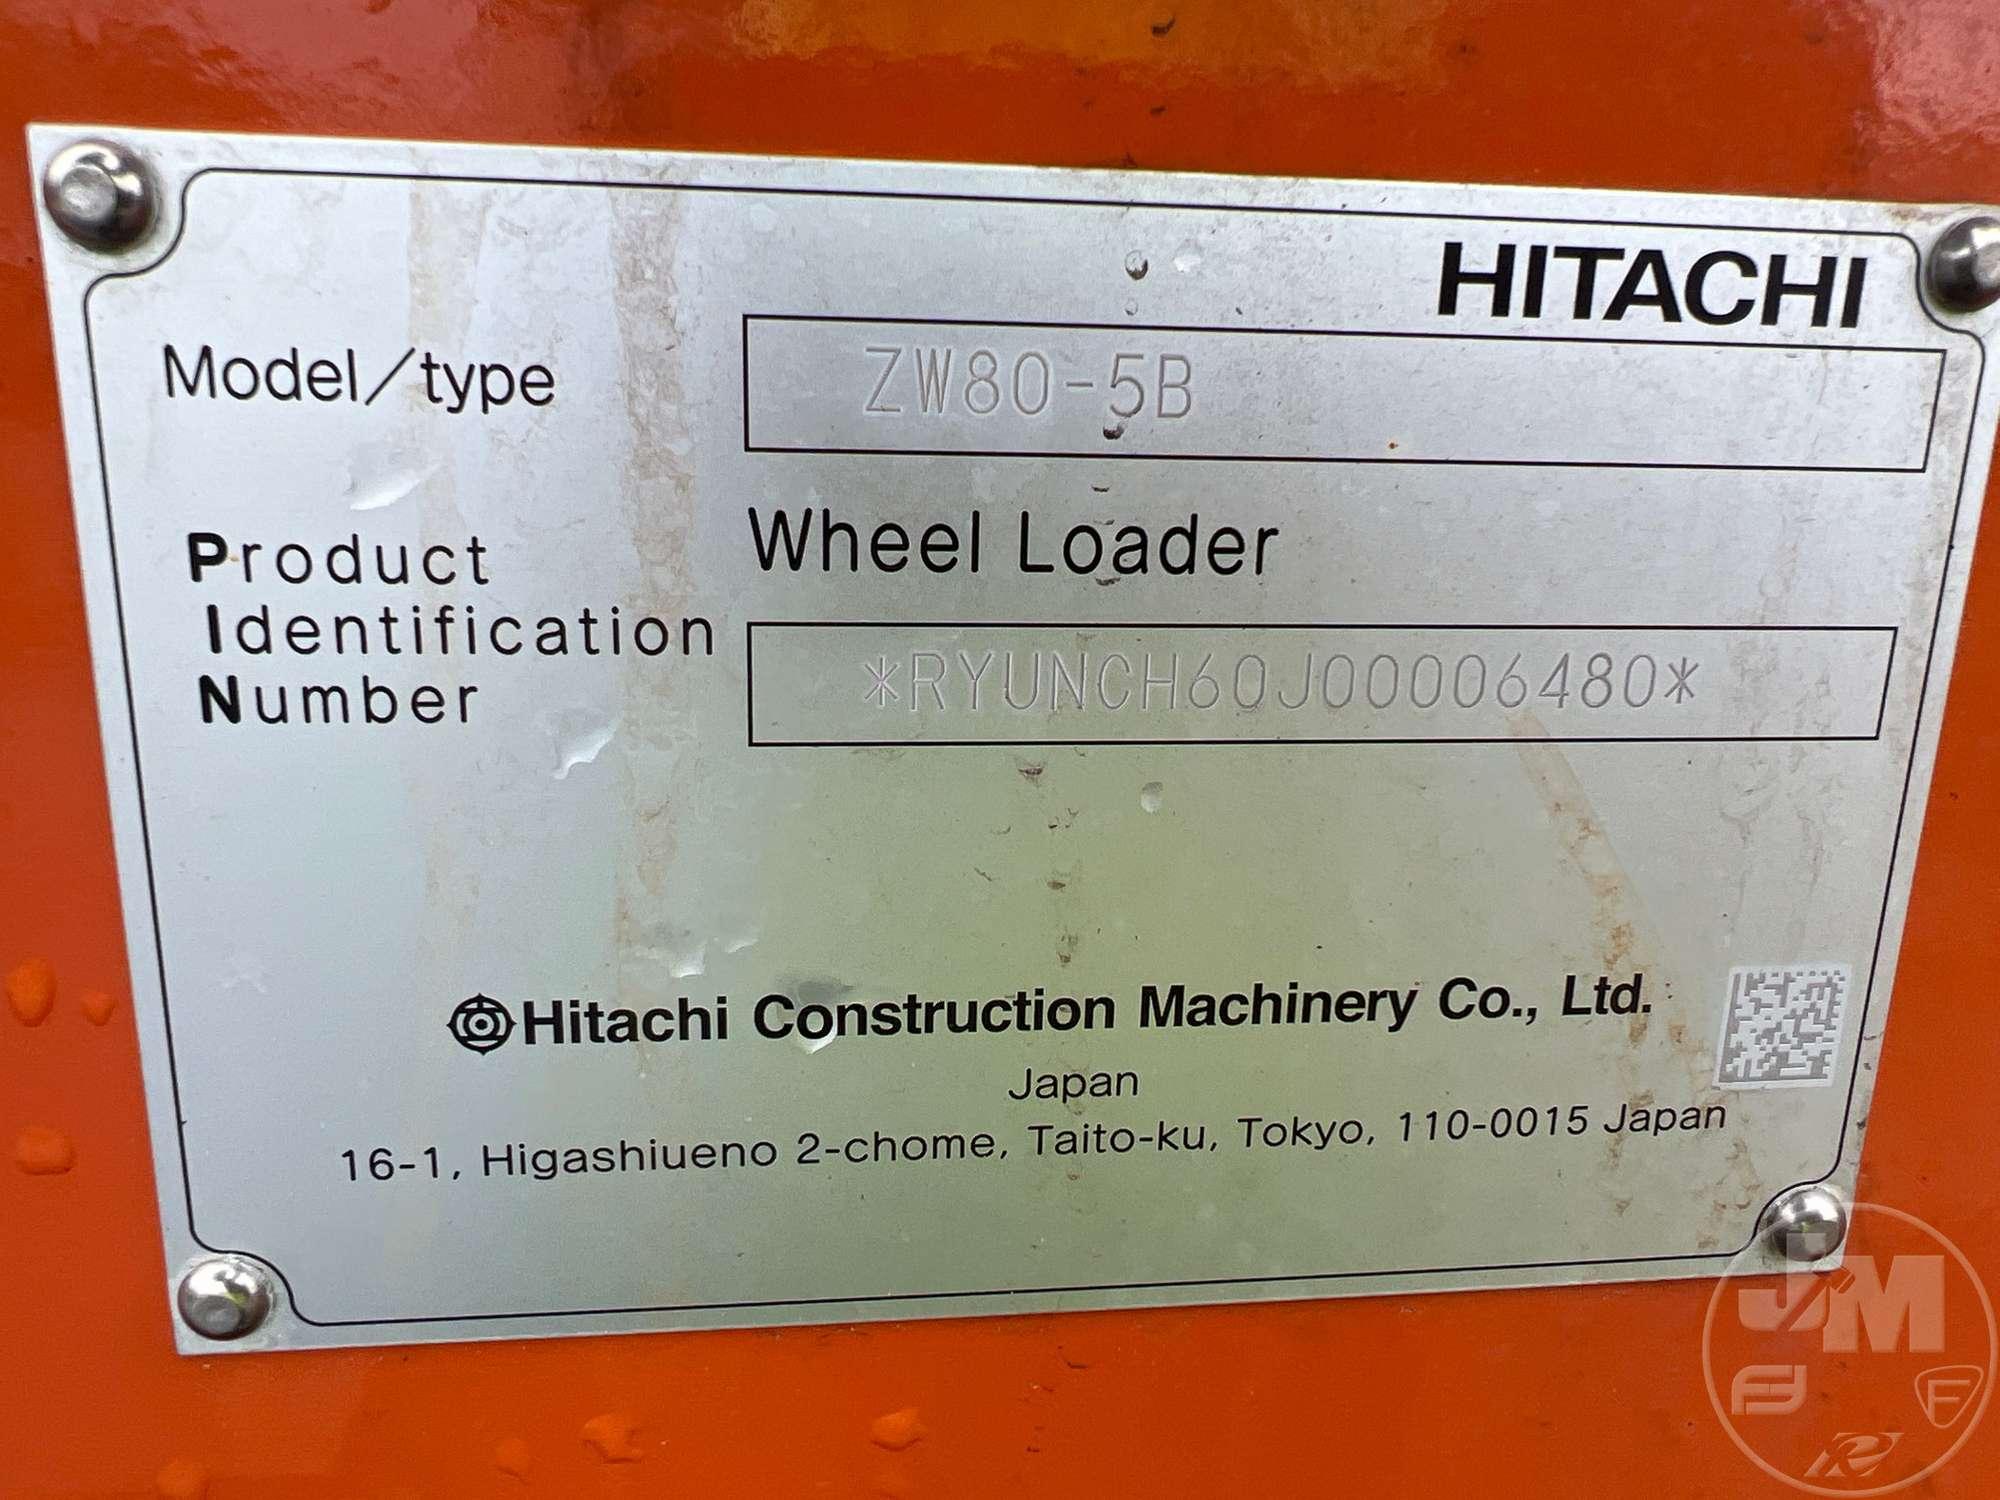 HITACHI
Model/type ZW80-5B
Wheel Loader
Product
Identification
Number
*RYUNCH60J00006480*
Hitachi Construction Machinery Co., Ltd.
Japan
16-1, Higashiueno 2-chome, Taito-ku, Tokyo, 110-0015 Japan
JM